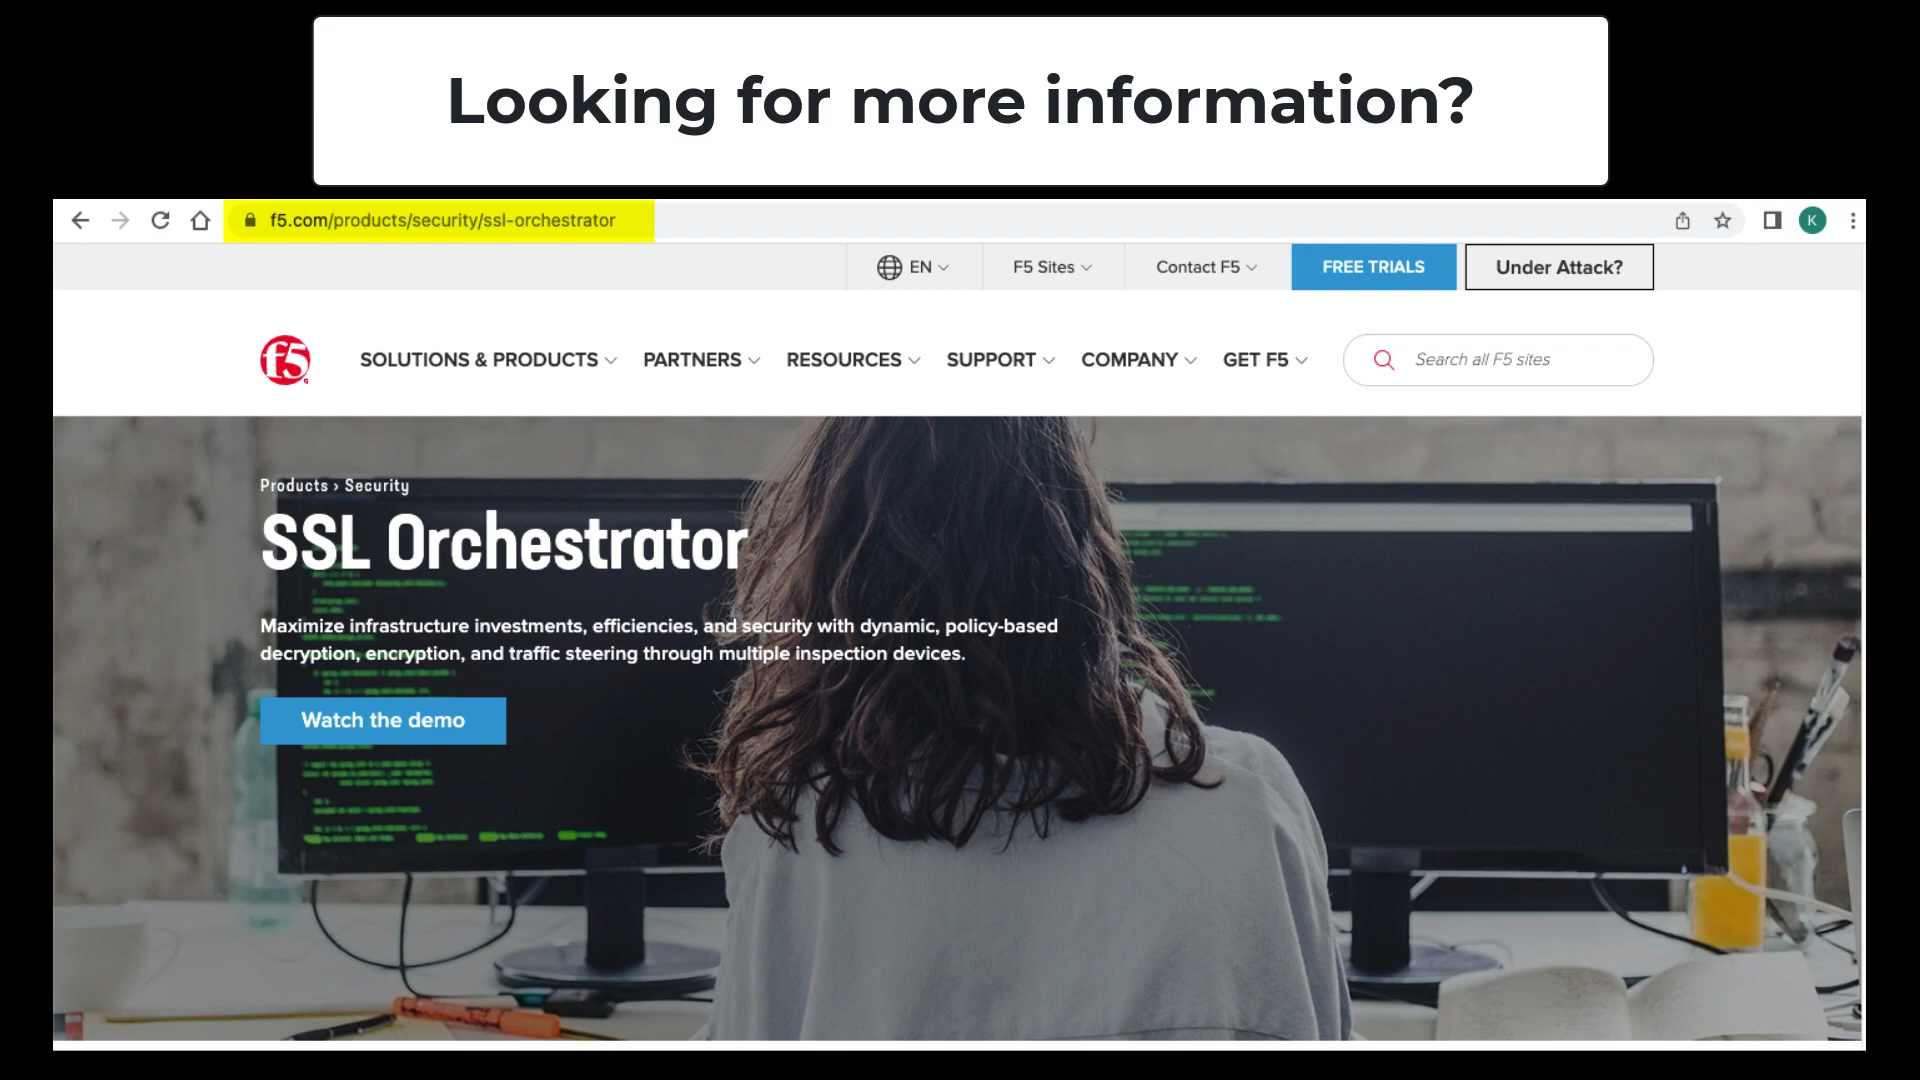 Looking for more information?
f5.com/products/security/ssl-orchestrator
K
EN
F5 Sites
Contact F5
FREE TRIALS
Under Attack?
f5
SOLUTIONS & PRODUCTS
PARTNERS
RESOURCES
SUPPORT
COMPANY
GET F5
Search all F5 sites
Products › Security
SSL Orchestrator
Maximize infrastructure investments, efficiencies, and security with dynamic, policy-based
decryption, encryption, and traffic steering through multiple inspection devices.
Watch the demo